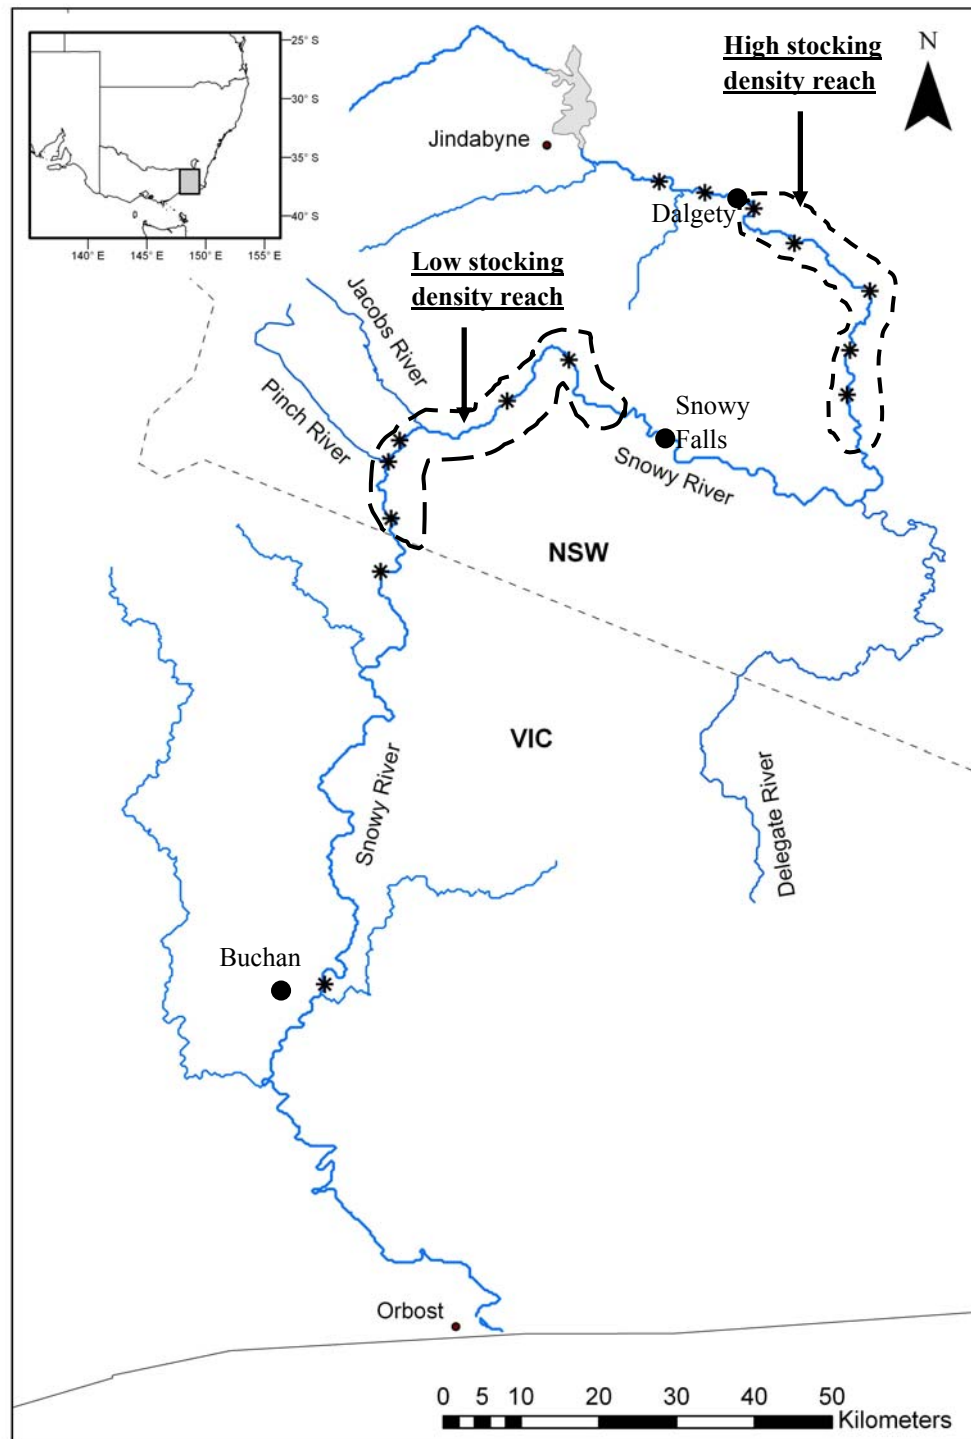 High stocking
density reach
N
25° S
30° S
35° S
40° S
140° E
145° E
150° E
155° E
Jindabyne
Dalgety
Low stocking
density reach
Jacobs River
Pinch River
Snowy
Falls
Snowy River
NSW
VIC
Snowy River
Delegate River
Buchan
Orbost
0 5 10 20 30 40 50
Kilometers